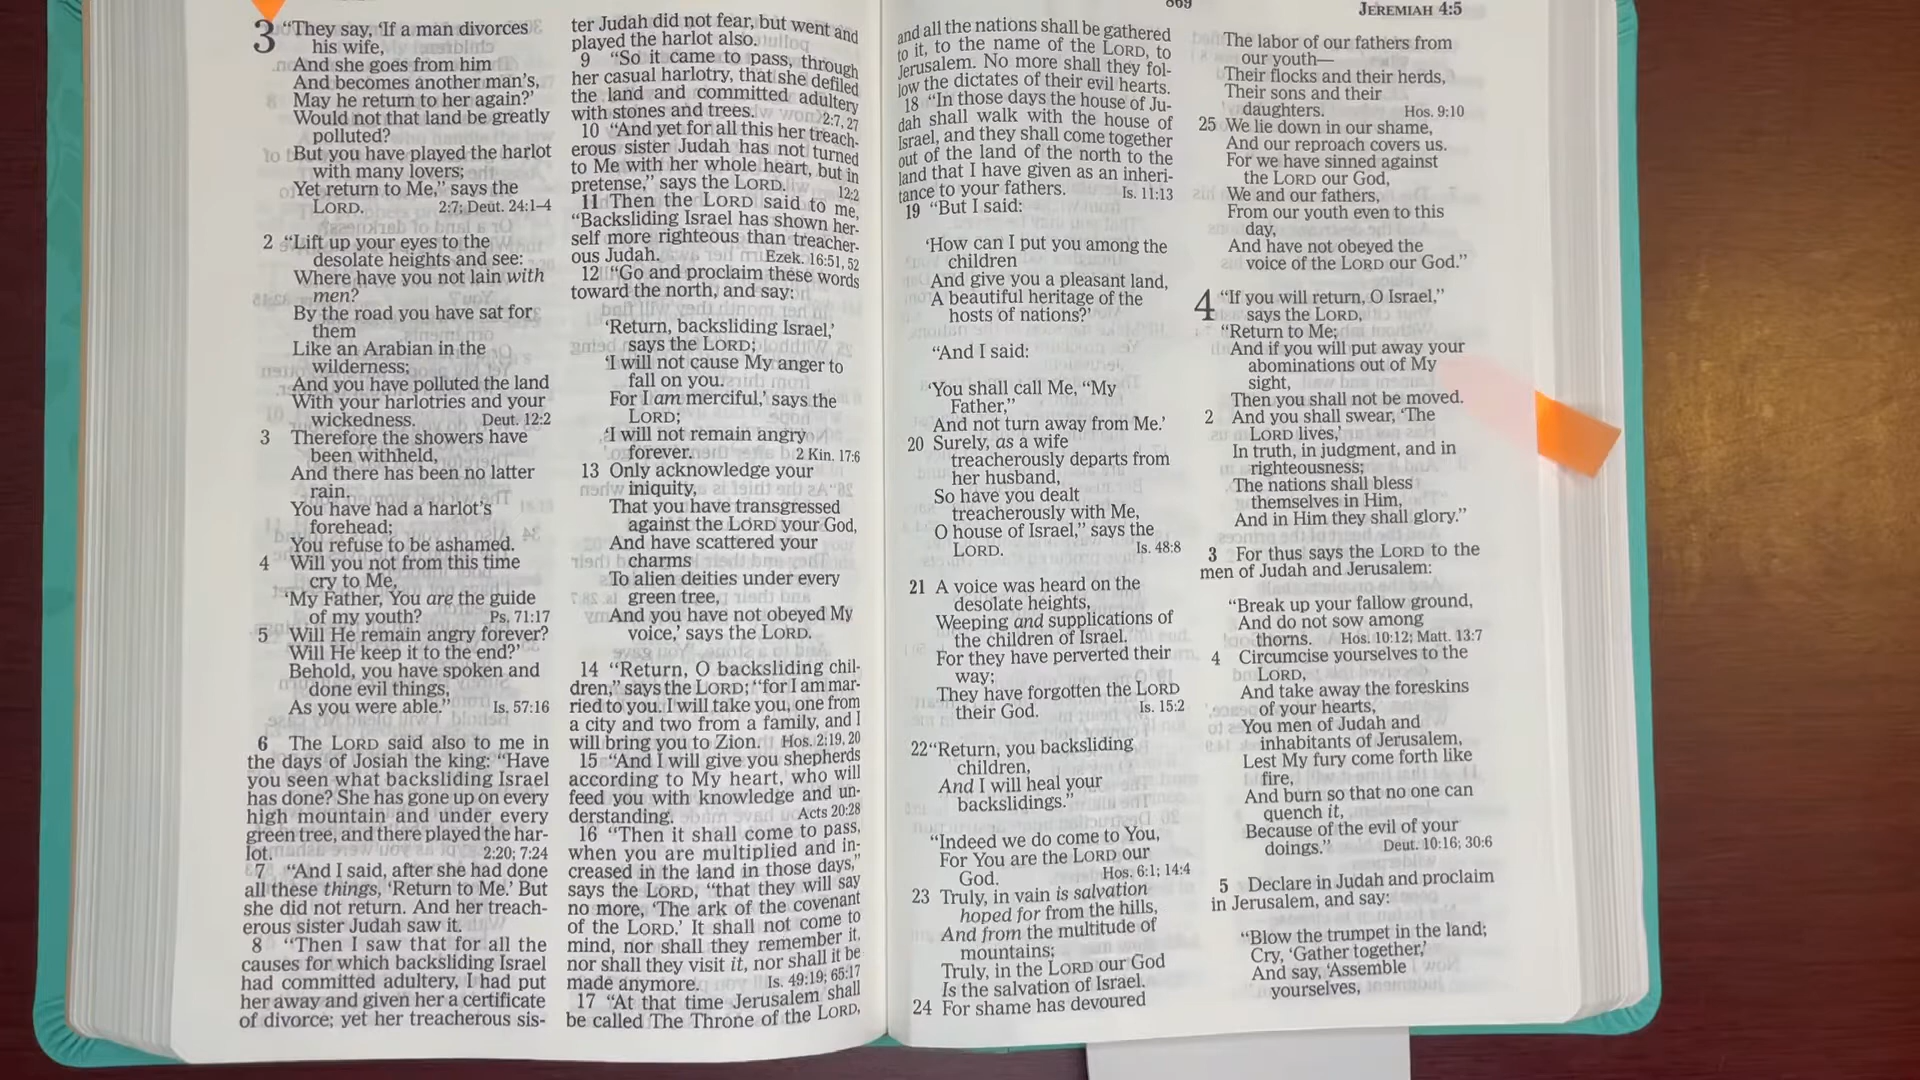 3 “They say, ‘If a man divorces
his wife,
And she goes from him
And becomes another man’s,
May he return to her again?’
Would not that land be greatly
polluted?
But you have played the harlot
with many lovers;
Yet return to Me,” says the
LORD. 2:7; Deut. 24:1–4
2 “Lift up your eyes to the
desolate heights and see:
Where have you not lain with
men?
By the road you have sat for
them
Like an Arabian in the
wilderness;
And you have polluted the land
With your harlotries and your
wickedness. Deut. 12:2
3 Therefore the showers have
been withheld,
And there has been no latter
rain.
You have had a harlot’s
forehead;
You refuse to be ashamed.
4 Will you not from this time
cry to Me,
‘My Father, You are the guide
of my youth? Ps. 71:17
5 Will He remain angry forever?
Will He keep it to the end?’
Behold, you have spoken and
done evil things,
As you were able.” Is. 57:16
6 The LORD said also to me in
the days of Josiah the king: “Have
you seen what backsliding Israel
has done? She has gone up on every
high mountain and under every
green tree, and there played the har-
lot. 2:20; 7:24
7 “And I said, after she had done
all these things, ‘Return to Me.’ But
she did not return. And her treach-
erous sister Judah saw it.
8 “Then I saw that for all the
causes for which backsliding Israel
had committed adultery, I had put
her away and given her a certificate
of divorce; yet her treacherous sis-
ter Judah did not fear, but went and
played the harlot also.
9 “So it came to pass, through
her casual harlotry, that she defiled
the land and committed adultery
with stones and trees. 2:7, 27
10 “And yet for all this her treach-
erous sister Judah has not turned
to Me with her whole heart, but in
pretense,” says the LORD. 12:2
11 Then the LORD said to me,
“Backsliding Israel has shown her-
self more righteous than treacher-
ous Judah. Ezek. 16:51, 52
12 “Go and proclaim these words
toward the north, and say:
‘Return, backsliding Israel,’
says the LORD;
‘I will not cause My anger to
fall on you.
For I am merciful,’ says the
LORD;
‘I will not remain angry
forever. 2 Kin. 17:6
13 Only acknowledge your
iniquity,
That you have transgressed
against the LORD your God,
And have scattered your
charms
To alien deities under every
green tree,
And you have not obeyed My
voice,’ says the LORD.
14 “Return, O backsliding chil-
dren,” says the LORD; “for I am mar-
ried to you. I will take you, one from
a city and two from a family, and I
will bring you to Zion. Hos. 2:19, 20
15 “And I will give you shepherds
according to My heart, who will
feed you with knowledge and un-
derstanding. Acts 20:28
16 “Then it shall come to pass,
when you are multiplied and in-
creased in the land in those days,”
says the LORD, “that they will say
no more, ‘The ark of the covenant
of the LORD.’ It shall not come to
mind, nor shall they remember it,
nor shall they visit it, nor shall it be
made anymore. Is. 49:19; 65:17
17 “At that time Jerusalem shall
be called The Throne of the LORD,
869
JEREMIAH 4:5
and all the nations shall be gathered
to it, to the name of the LORD, to
Jerusalem. No more shall they fol-
low the dictates of their evil hearts.
18 “In those days the house of Ju-
dah shall walk with the house of
Israel, and they shall come together
out of the land of the north to the
land that I have given as an inheri-
tance to your fathers. Is. 11:13
19 “But I said:
‘How can I put you among the
children
And give you a pleasant land,
A beautiful heritage of the
hosts of nations?’
“And I said:
‘You shall call Me, “My
Father,”
And not turn away from Me.’
20 Surely, as a wife
treacherously departs from
her husband,
So have you dealt
treacherously with Me,
O house of Israel,” says the
LORD. Is. 48:8
21 A voice was heard on the
desolate heights,
Weeping and supplications of
the children of Israel.
For they have perverted their
way;
They have forgotten the LORD
their God. Is. 15:2
22 “Return, you backsliding
children,
And I will heal your
backslidings.”
“Indeed we do come to You,
For You are the LORD our
God. Hos. 6:1; 14:4
23 Truly, in vain is salvation
hoped for from the hills,
And from the multitude of
mountains;
Truly, in the LORD our God
Is the salvation of Israel.
24 For shame has devoured
The labor of our fathers from
our youth—
Their flocks and their herds,
Their sons and their
daughters. Hos. 9:10
25 We lie down in our shame,
And our reproach covers us.
For we have sinned against
the LORD our God,
We and our fathers,
From our youth even to this
day,
And have not obeyed the
voice of the LORD our God.”
4 “If you will return, O Israel,”
says the LORD,
“Return to Me;
And if you will put away your
abominations out of My
sight,
Then you shall not be moved.
2 And you shall swear, ‘The
LORD lives,’
In truth, in judgment, and in
righteousness;
The nations shall bless
themselves in Him,
And in Him they shall glory.”
3 For thus says the LORD to the
men of Judah and Jerusalem:
“Break up your fallow ground,
And do not sow among
thorns. Hos. 10:12; Matt. 13:7
4 Circumcise yourselves to the
LORD,
And take away the foreskins
of your hearts,
You men of Judah and
inhabitants of Jerusalem,
Lest My fury come forth like
fire,
And burn so that no one can
quench it,
Because of the evil of your
doings.” Deut. 10:16; 30:6
5 Declare in Judah and proclaim
in Jerusalem, and say:
“Blow the trumpet in the land;
Cry, ‘Gather together,’
And say, ‘Assemble
yourselves,